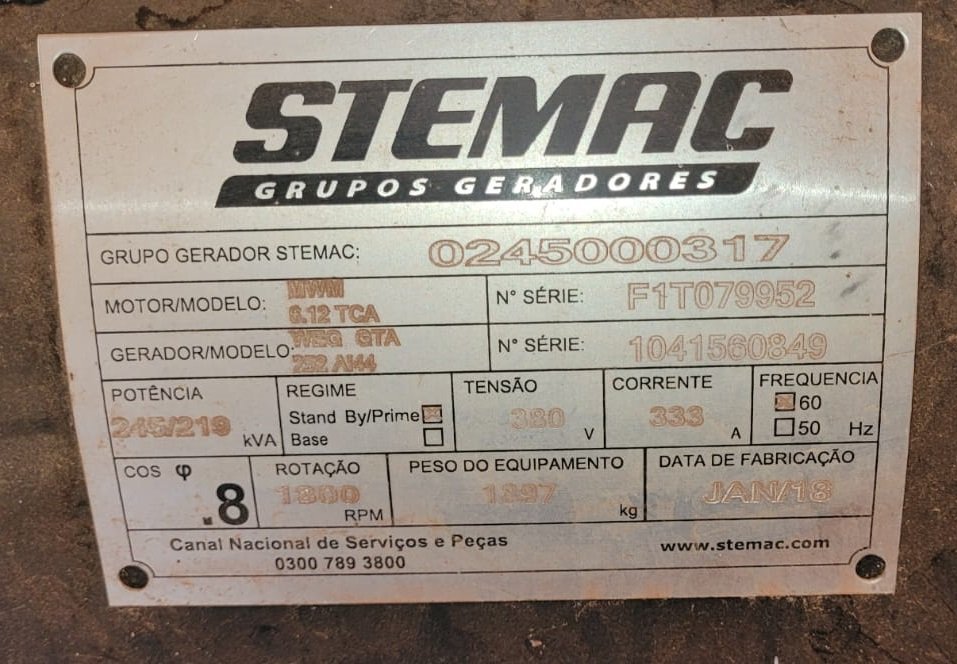 STEMAC
GRUPOS GERADORES
GRUPO GERADOR STEMAC: 0245000317
MOTOR/MODELO: MWM 6.12 TCA N° SÉRIE: F1T079952
GERADOR/MODELO: WEG GTA 252 AI44 N° SÉRIE: 1041560849
POTÊNCIA 245/219 kVA
REGIME
Stand By/Prime
Base
TENSÃO 380 V
CORRENTE 333 A
FREQUENCIA
60
50 Hz
COS φ .8
ROTAÇÃO 1800 RPM
PESO DO EQUIPAMENTO 1897 kg
DATA DE FABRICAÇÃO JAN/18
Canal Nacional de Serviços e Peças
0300 789 3800
www.stemac.com